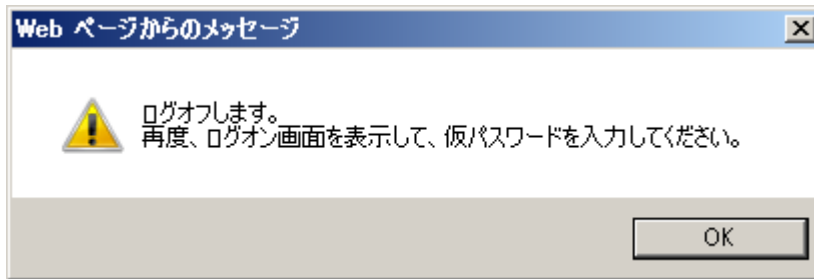 Web ページからのメッセージ
ログオフします。
再度、ログオン画面を表示して、仮パスワードを入力してください。
OK